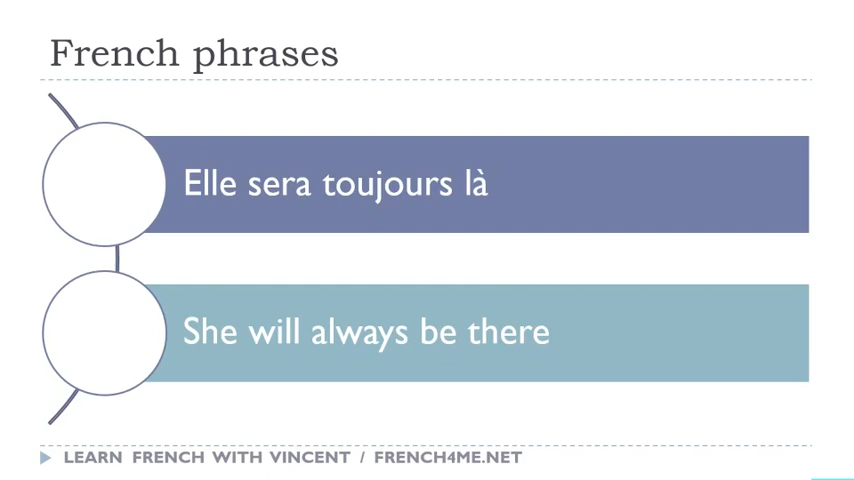 French phrases
Elle sera toujours là
She will always be there
LEARN FRENCH WITH VINCENT / FRENCH4ME.NET